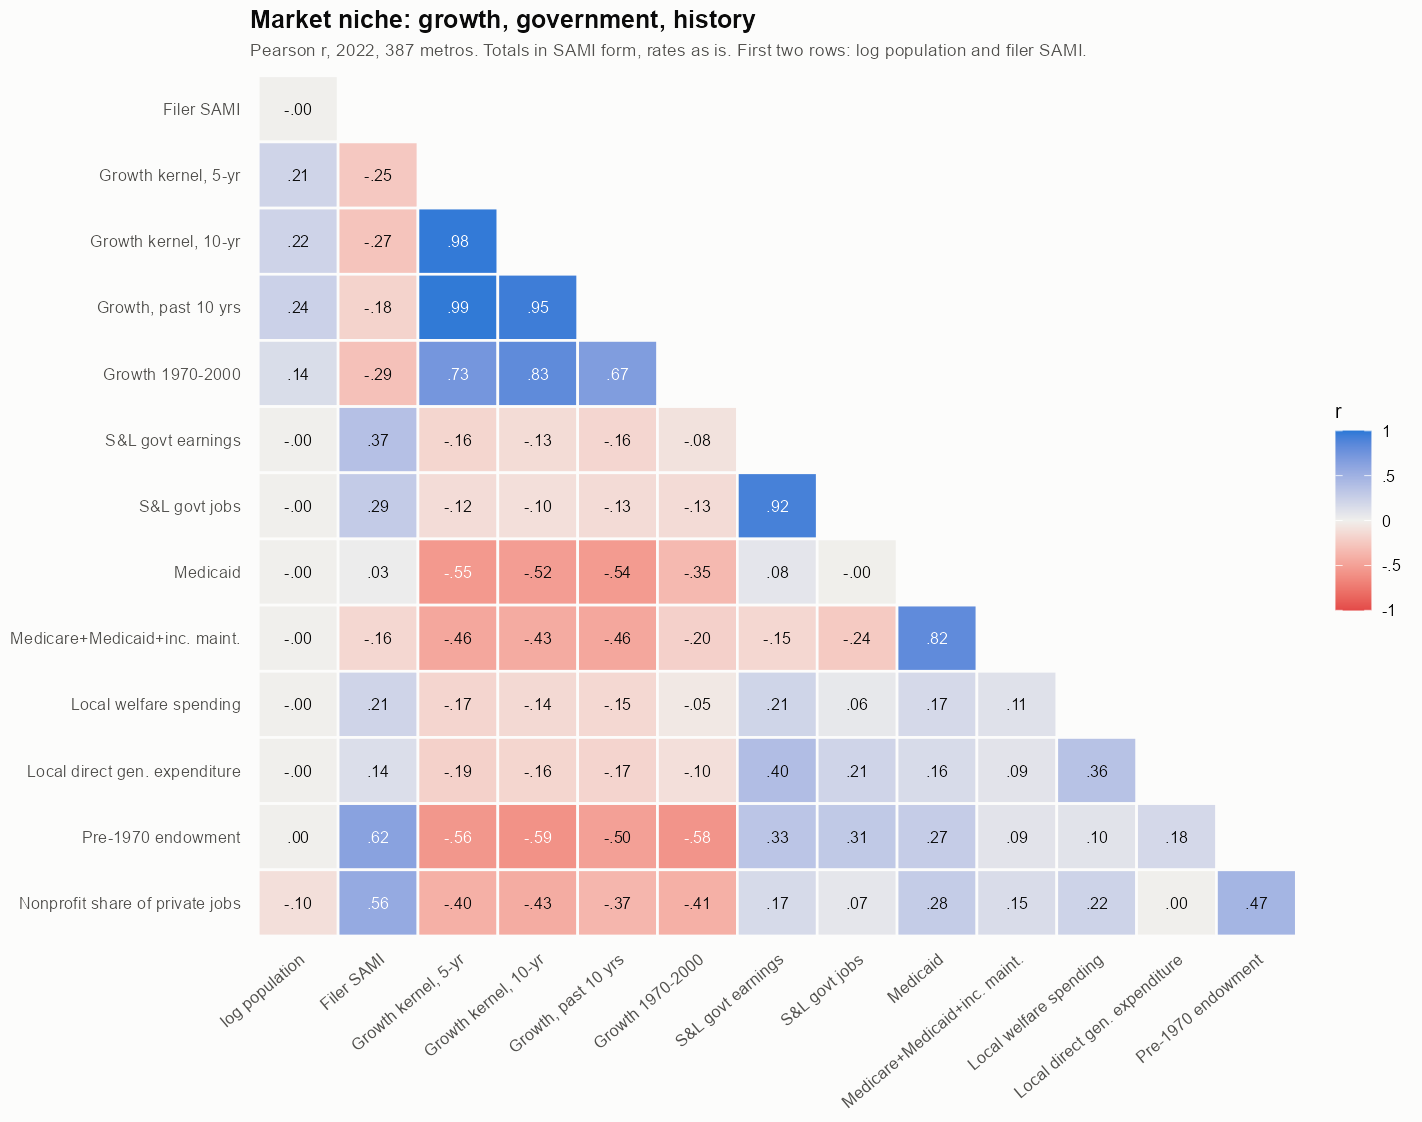 Market niche: growth, government, history
Pearson r, 2022, 387 metros. Totals in SAMI form, rates as is. First two rows: log population and filer SAMI.
Filer SAMI -.00
Growth kernel, 5-yr .21 -.25
Growth kernel, 10-yr .22 -.27 .98
Growth, past 10 yrs .24 -.18 .99 .95
Growth 1970-2000 .14 -.29 .73 .83 .67
S&L govt earnings -.00 .37 -.16 -.13 -.16 -.08
S&L govt jobs -.00 .29 -.12 -.10 -.13 -.13 .92
Medicaid -.00 .03 -.55 -.52 -.54 -.35 .08 -.00
Medicare+Medicaid+inc. maint. -.00 -.16 -.46 -.43 -.46 -.20 -.15 -.24 .82
Local welfare spending -.00 .21 -.17 -.14 -.15 -.05 .21 .06 .17 .11
Local direct gen. expenditure -.00 .14 -.19 -.16 -.17 -.10 .40 .21 .16 .09 .36
Pre-1970 endowment .00 .62 -.56 -.59 -.50 -.58 .33 .31 .27 .09 .10 .18
Nonprofit share of private jobs -.10 .56 -.40 -.43 -.37 -.41 .17 .07 .28 .15 .22 .00 .47
log population
Filer SAMI
Growth kernel, 5-yr
Growth kernel, 10-yr
Growth, past 10 yrs
Growth 1970-2000
S&L govt earnings
S&L govt jobs
Medicaid
Medicare+Medicaid+inc. maint.
Local welfare spending
Local direct gen. expenditure
Pre-1970 endowment
r
1
.5
0
-.5
-1